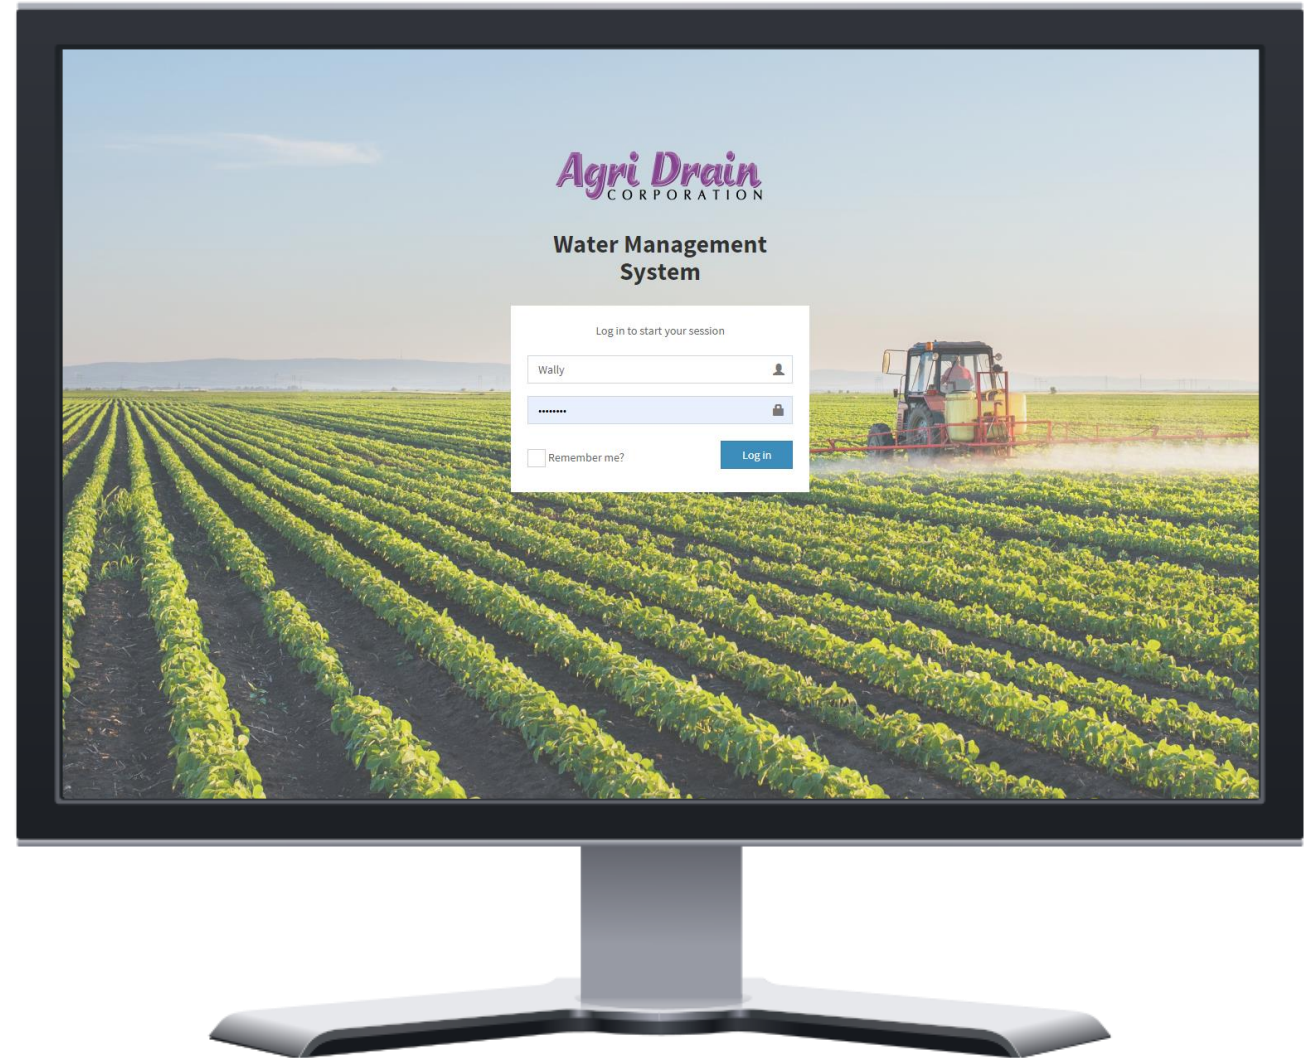 Agri Drain
CORPORATION
Water Management
System
Log in to start your session
Wally
••••••••
Remember me?
Log in